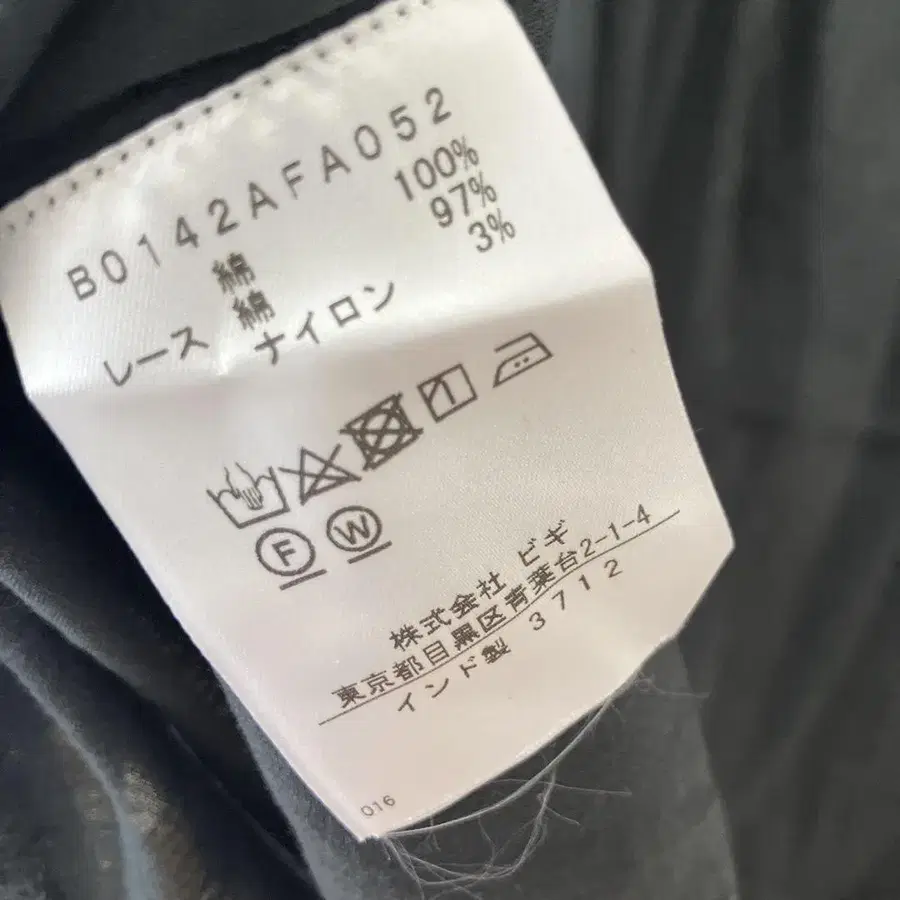 B0142AFA052
綿 100%
レース 綿 97%
ナイロン 3%
F W
株式会社 ビギ
東京都目黒区青葉台2-1-4
インド製 3712
016